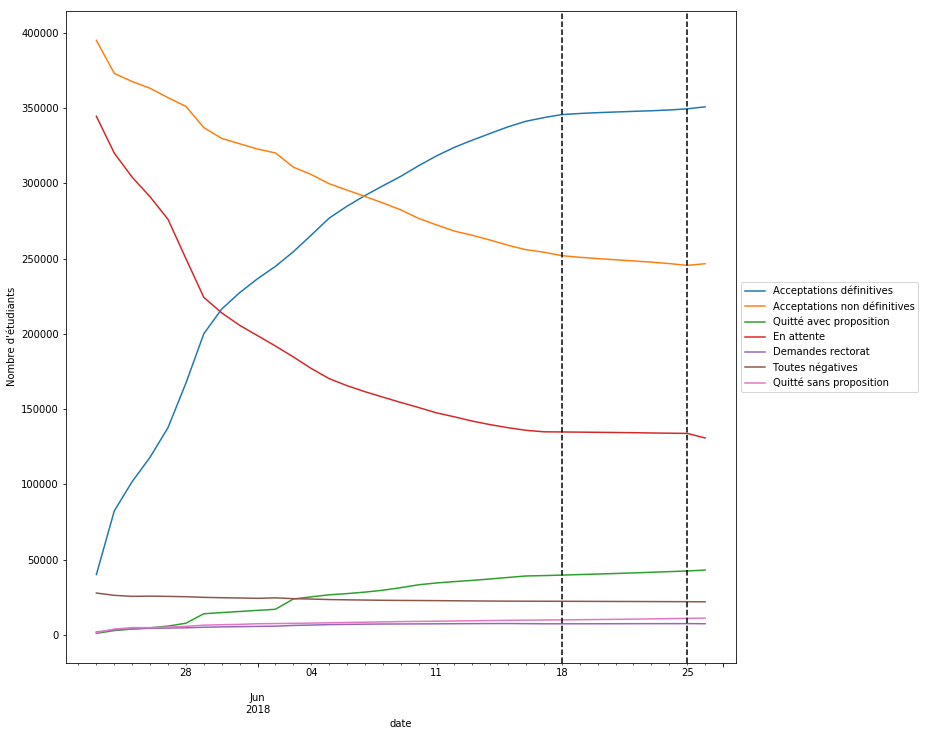 400000
350000
300000
250000
200000
150000
100000
50000
0
Nombre d'étudiants
28
04
11
18
25
Jun
2018
date
Acceptations définitives
Acceptations non définitives
Quitté avec proposition
En attente
Demandes rectorat
Toutes négatives
Quitté sans proposition